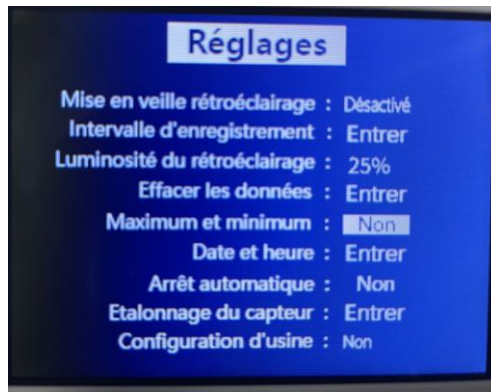 Réglages
Mise en veille rétroéclairage : Désactivé
Intervalle d'enregistrement : Entrer
Luminosité du rétroéclairage : 25%
Effacer les données : Entrer
Maximum et minimum : Non
Date et heure : Entrer
Arrêt automatique : Non
Etalonnage du capteur : Entrer
Configuration d'usine : Non